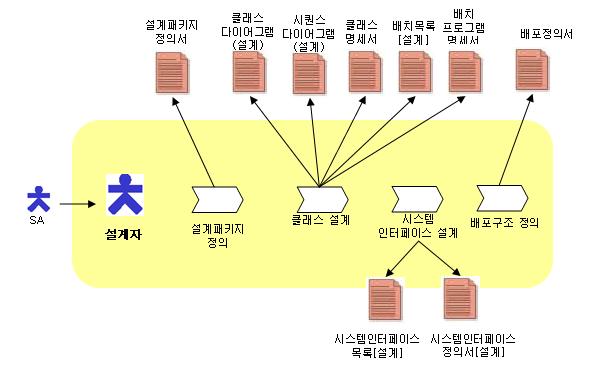 설계패키지
정의서
클래스
다이어그램
(설계)
시퀀스
다이어그램
(설계)
클래스
명세서
배치목록
[설계]
배치
프로그램
명세서
배포정의서
SA
설계자
설계패키지
정의
클래스 설계
시스템
인터페이스 설계
배포구조 정의
시스템인터페이스
목록[설계]
시스템인터페이스
정의서[설계]